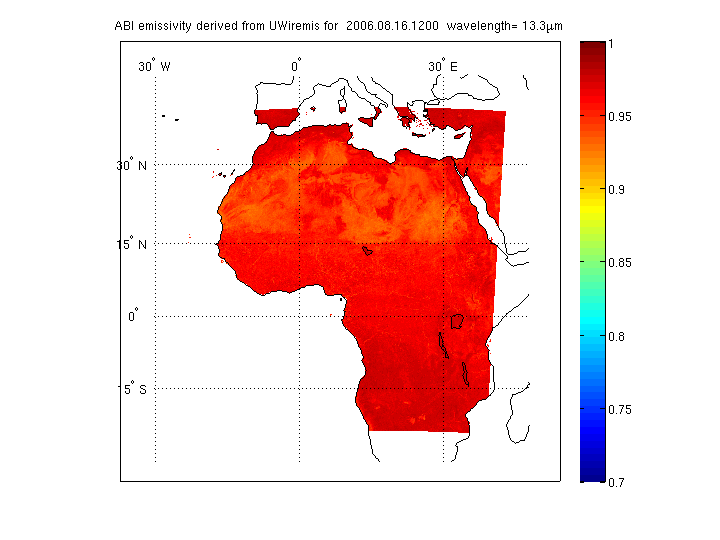 ABI emissivity derived from UWiremis for 2006.08.16.1200 wavelength= 13.3μm
30° W 0° 30° E
30° N
15° N
0°
15° S
1
0.95
0.9
0.85
0.8
0.75
0.7